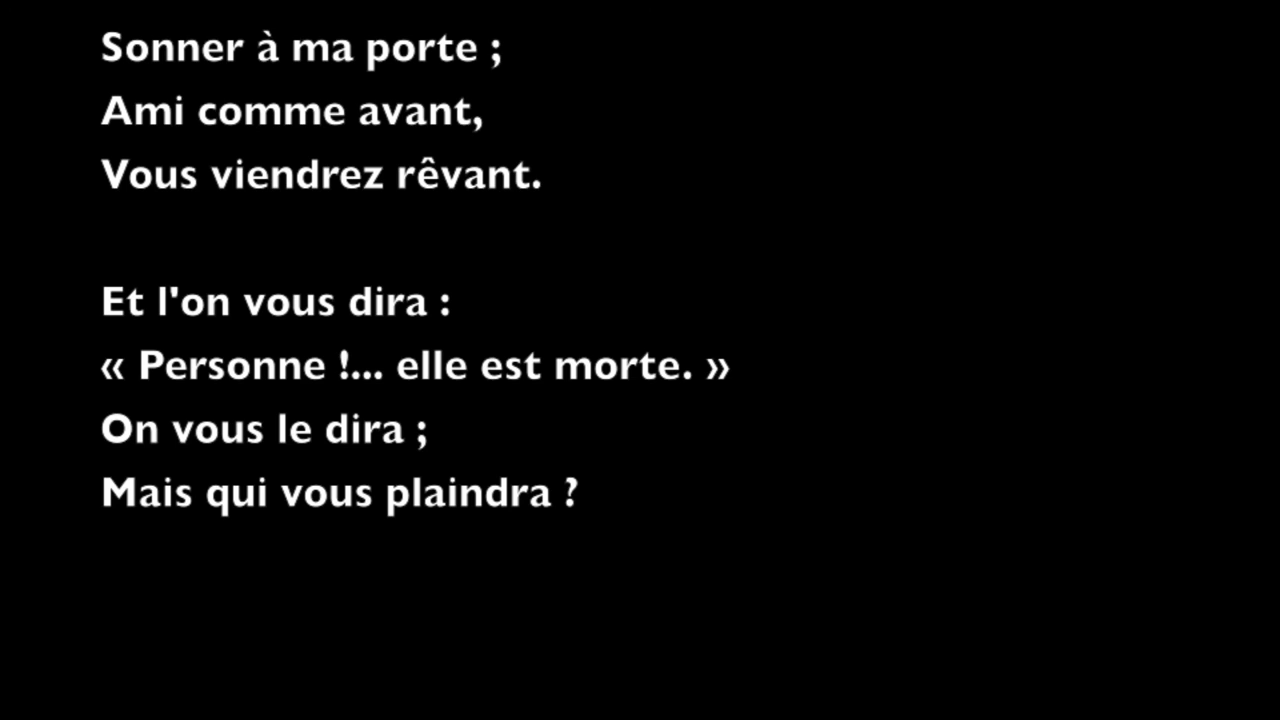 Sonner à ma porte ;
Ami comme avant,
Vous viendrez rêvant.
Et l'on vous dira :
« Personne !... elle est morte. »
On vous le dira ;
Mais qui vous plaindra ?